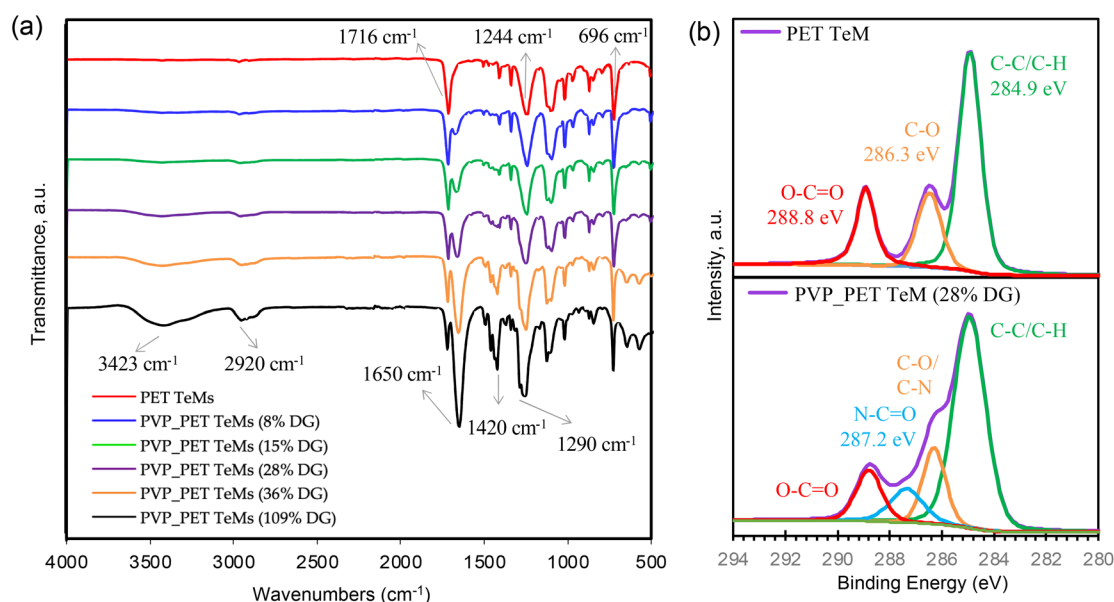 (a)
1716 cm⁻¹
1244 cm⁻¹
696 cm⁻¹
Transmittance, a.u.
3423 cm⁻¹
2920 cm⁻¹
1650 cm⁻¹
1420 cm⁻¹
1290 cm⁻¹
PET TeMs
PVP_PET TeMs (8% DG)
PVP_PET TeMs (15% DG)
PVP_PET TeMs (28% DG)
PVP_PET TeMs (36% DG)
PVP_PET TeMs (109% DG)
4000 3500 3000 2500 2000 1500 1000 500
Wavenumbers (cm⁻¹)
(b)
PET TeM
C-C/C-H
284.9 eV
C-O
286.3 eV
O-C=O
288.8 eV
Intensity, a.u.
PVP_PET TeM (28% DG)
C-C/C-H
C-O/
C-N
N-C=O
287.2 eV
O-C=O
294 292 289 287 284 282 280
Binding Energy (eV)